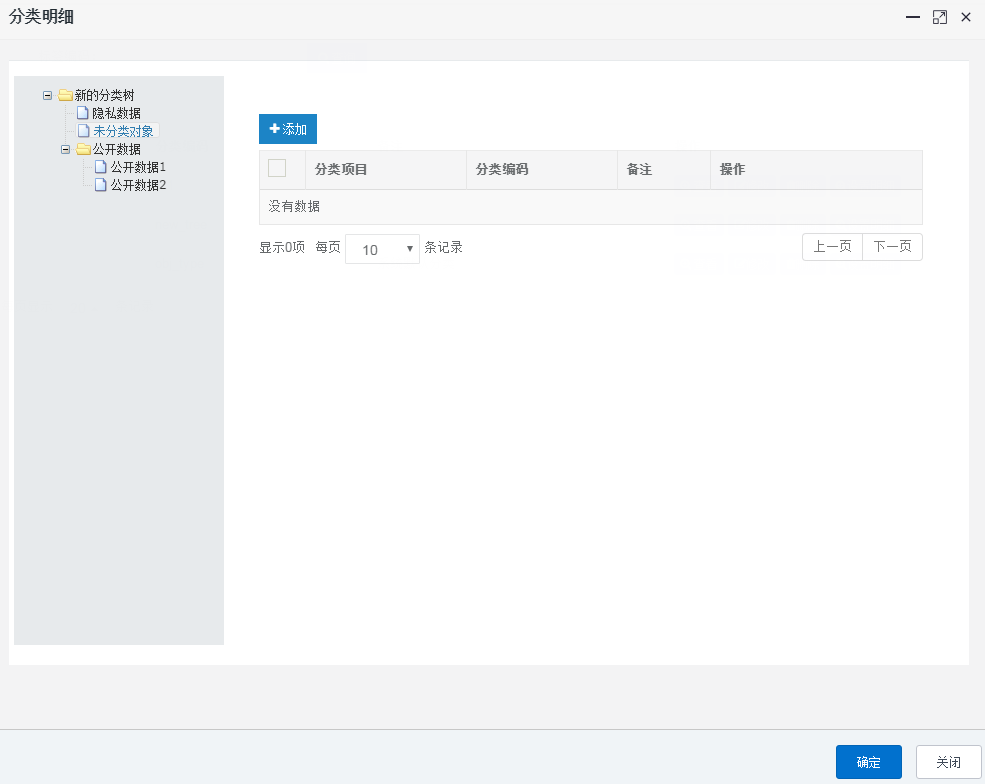 分类明细
新的分类树
隐私数据
未分类对象
公开数据
公开数据1
公开数据2
添加
分类项目 分类编码 备注 操作
没有数据
显示0项 每页 10 条记录 上一页 下一页
确定 关闭